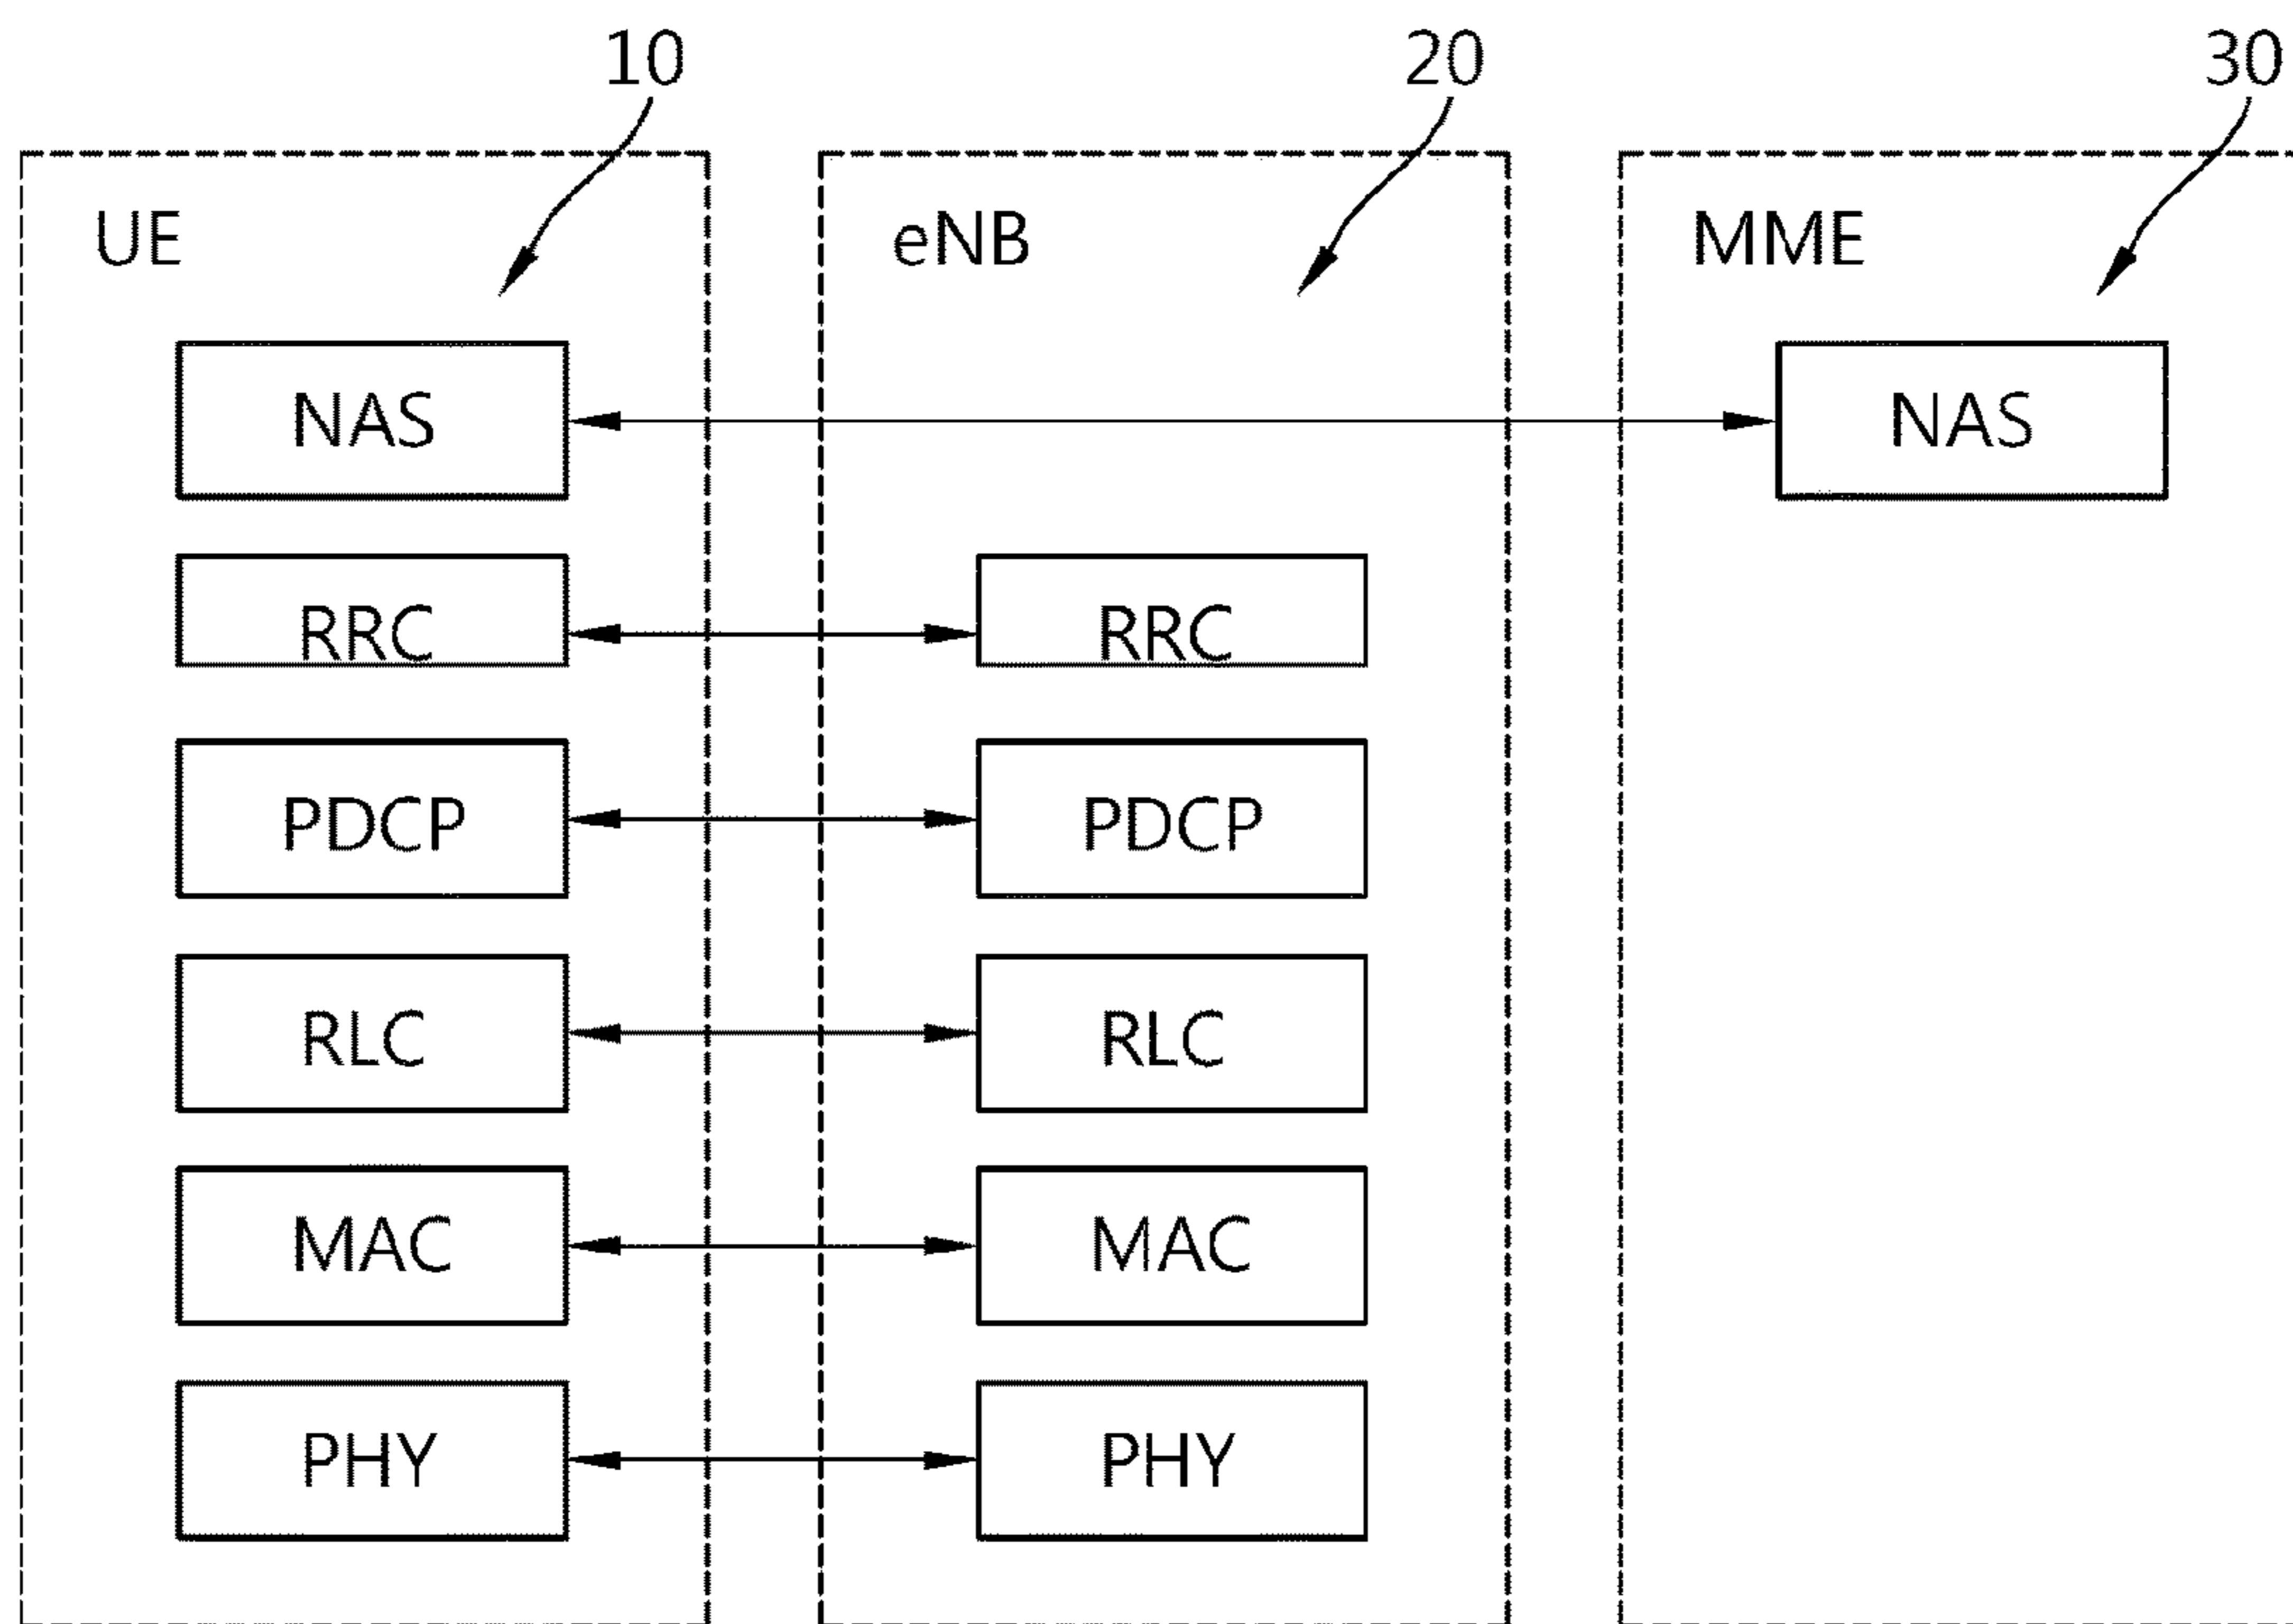 10 20 30
UE eNB MME
NAS NAS
RRC RRC
PDCP PDCP
RLC RLC
MAC MAC
PHY PHY